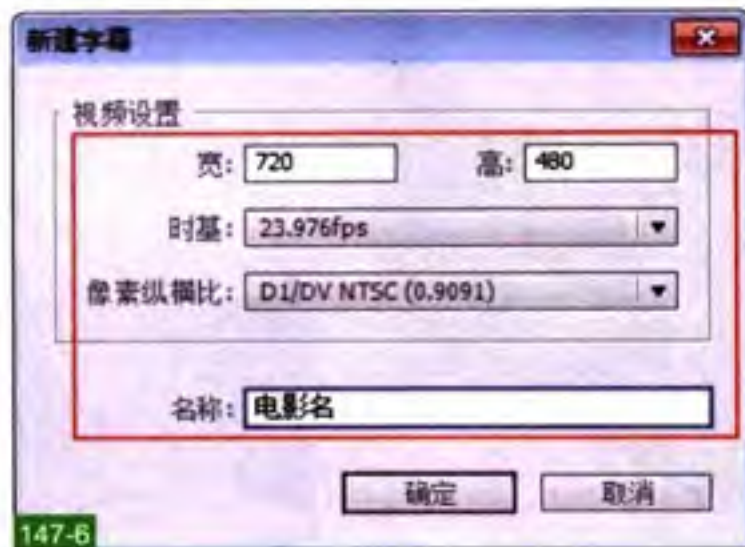 新建字幕
视频设置
宽: 720 高: 480
时基: 23.976fps
像素纵横比: D1/DV NTSC (0.9091)
名称: 电影名
确定 取消
147-6